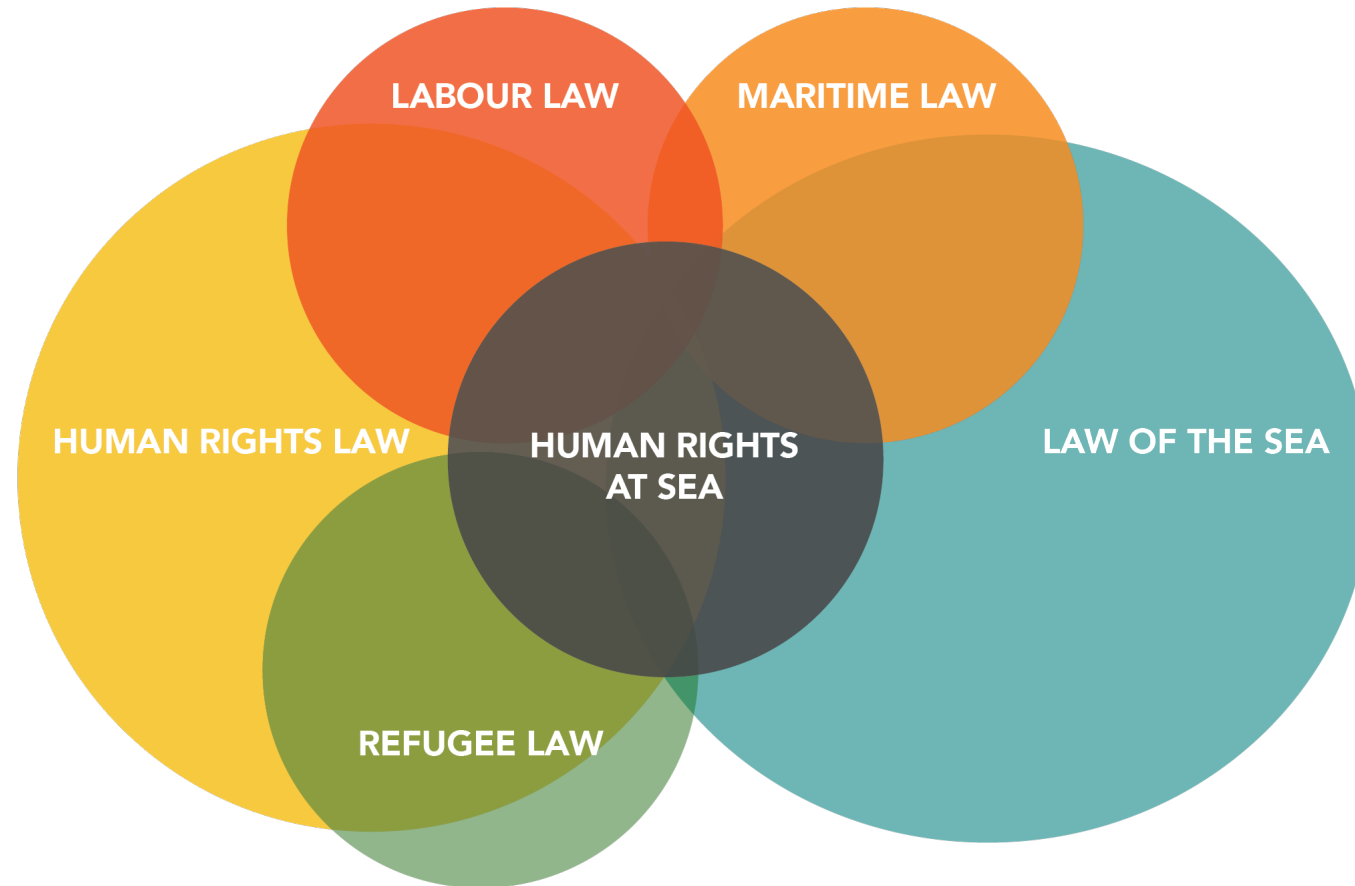 LABOUR LAW
MARITIME LAW
HUMAN RIGHTS LAW
HUMAN RIGHTS
AT SEA
LAW OF THE SEA
REFUGEE LAW